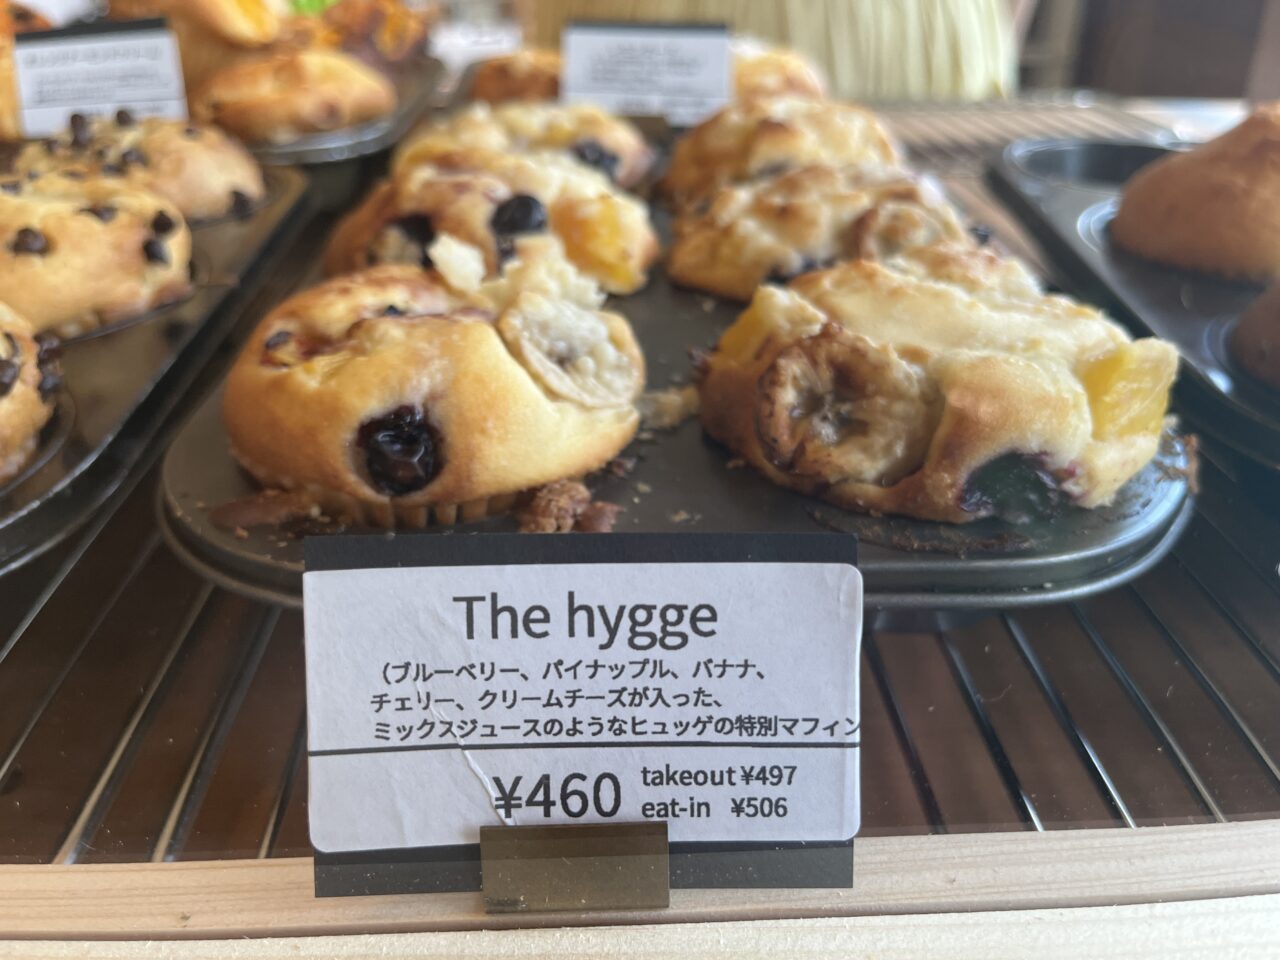 The hygge
（ブルーベリー、パイナップル、バナナ、
チェリー、クリームチーズが入った、
ミックスジュースのようなヒュッゲの特別マフィン
¥460
takeout ¥497
eat-in ¥506